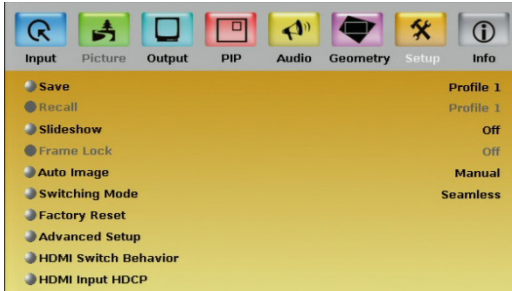 Input Picture Output PIP Audio Geometry Setup Info
Save Profile 1
Recall Profile 1
Slideshow Off
Frame Lock Off
Auto Image Manual
Switching Mode Seamless
Factory Reset
Advanced Setup
HDMI Switch Behavior
HDMI Input HDCP